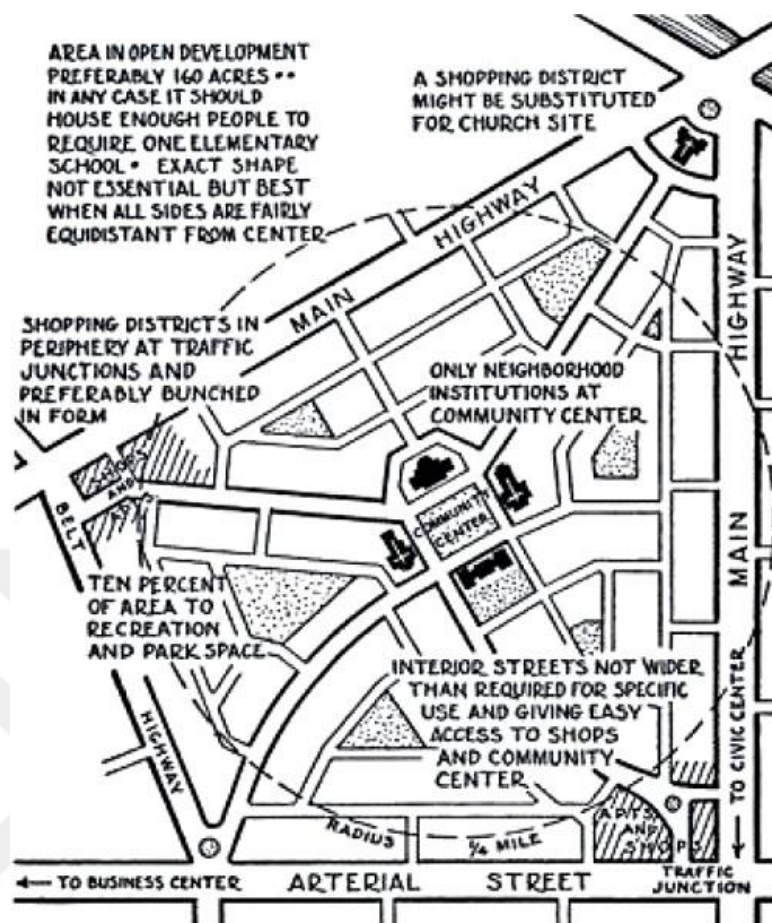 AREA IN OPEN DEVELOPMENT
PREFERABLY 160 ACRES ••
IN ANY CASE IT SHOULD
HOUSE ENOUGH PEOPLE TO
REQUIRE ONE ELEMENTARY
SCHOOL • EXACT SHAPE
NOT ESSENTIAL BUT BEST
WHEN ALL SIDES ARE FAIRLY
EQUIDISTANT FROM CENTER
A SHOPPING DISTRICT
MIGHT BE SUBSTITUTED
FOR CHURCH SITE
MAIN HIGHWAY
SHOPPING DISTRICTS IN
PERIPHERY AT TRAFFIC
JUNCTIONS AND
PREFERABLY BUNCHED
IN FORM
ONLY NEIGHBORHOOD
INSTITUTIONS AT
COMMUNITY CENTER
SHOPS
AND
COMMUNITY
CENTER
BELT HIGHWAY
TEN PERCENT
OF AREA TO
RECREATION
AND PARK SPACE
INTERIOR STREETS NOT WIDER
THAN REQUIRED FOR SPECIFIC
USE AND GIVING EASY
ACCESS TO SHOPS
AND COMMUNITY
CENTER
MAIN HIGHWAY
TO CIVIC CENTER
RADIUS ¼ MILE
APTS
AND
SHOPS
TRAFFIC
JUNCTION
TO BUSINESS CENTER
ARTERIAL STREET